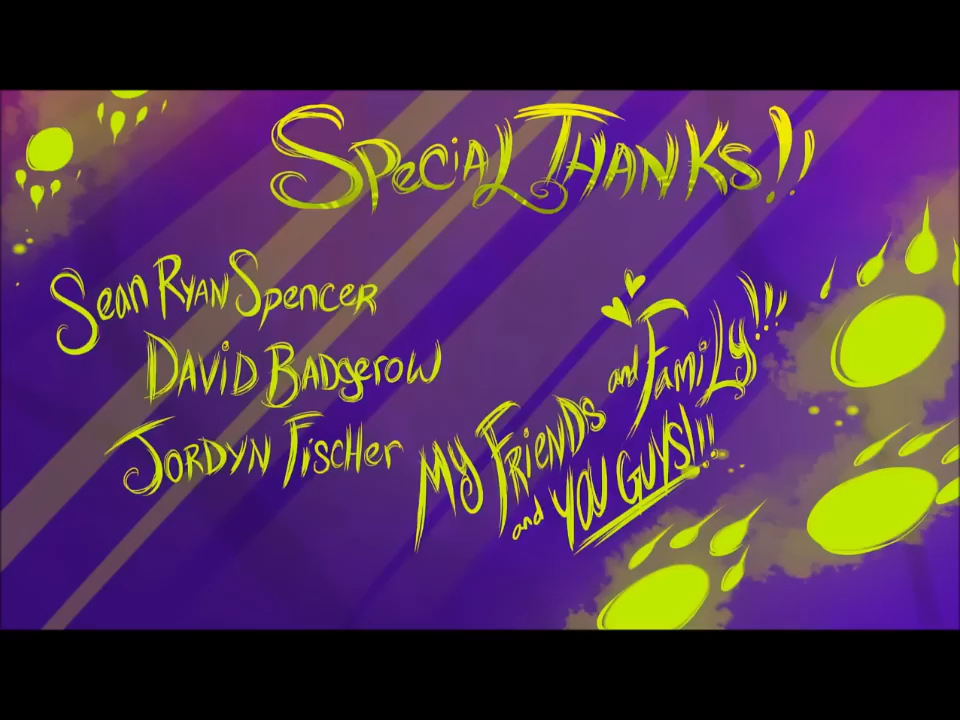 Special Thanks!!
Sean Ryan Spencer
David Badgerow
Jordyn Fischer
My Friends and Family!!!
and You Guys!!!